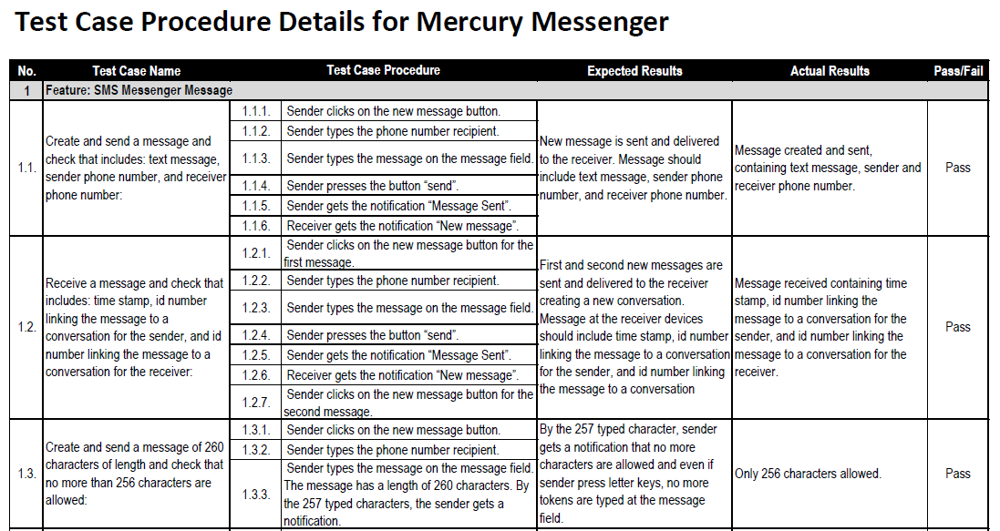 Test Case Procedure Details for Mercury Messenger
No. Test Case Name Test Case Procedure Expected Results Actual Results Pass/Fail
1 Feature: SMS Messenger Message
1.1.
Create and send a message and
check that includes: text message,
sender phone number, and receiver
phone number:
1.1.1. Sender clicks on the new message button.
1.1.2. Sender types the phone number recipient.
1.1.3. Sender types the message on the message field.
1.1.4. Sender presses the button “send”.
1.1.5. Sender gets the notification “Message Sent”.
1.1.6. Receiver gets the notification “New message”.
New message is sent and delivered
to the receiver. Message should
include text message, sender phone
number, and receiver phone number.
Message created and sent,
containing text message, sender and
receiver phone number.
Pass
1.2.
Receive a message and check that
includes: time stamp, id number
linking the message to a
conversation for the sender, and id
number linking the message to a
conversation for the receiver:
1.2.1. Sender clicks on the new message button for the
first message.
1.2.2. Sender types the phone number recipient.
1.2.3. Sender types the message on the message field.
1.2.4. Sender presses the button “send”.
1.2.5. Sender gets the notification “Message Sent”.
1.2.6. Receiver gets the notification “New message”.
1.2.7. Sender clicks on the new message button for the
second message.
First and second new messages are
sent and delivered to the receiver
creating a new conversation.
Message at the receiver devices
should include time stamp, id number
linking the message to a conversation
for the sender, and id number linking
the message to a conversation
Message received containing time
stamp, id number linking the
message to a conversation for the
sender, and id number linking the
message to a conversation for the
receiver.
Pass
1.3.
Create and send a message of 260
characters of length and check that
no more than 256 characters are
allowed:
1.3.1. Sender clicks on the new message button.
1.3.2. Sender types the phone number recipient.
1.3.3. Sender types the message on the message field.
The message has a length of 260 characters. By
the 257 typed characters, the sender gets a
notification.
By the 257 typed character, sender
gets a notification that no more
characters are allowed and even if
sender press letter keys, no more
tokens are typed at the message
field.
Only 256 characters allowed.
Pass